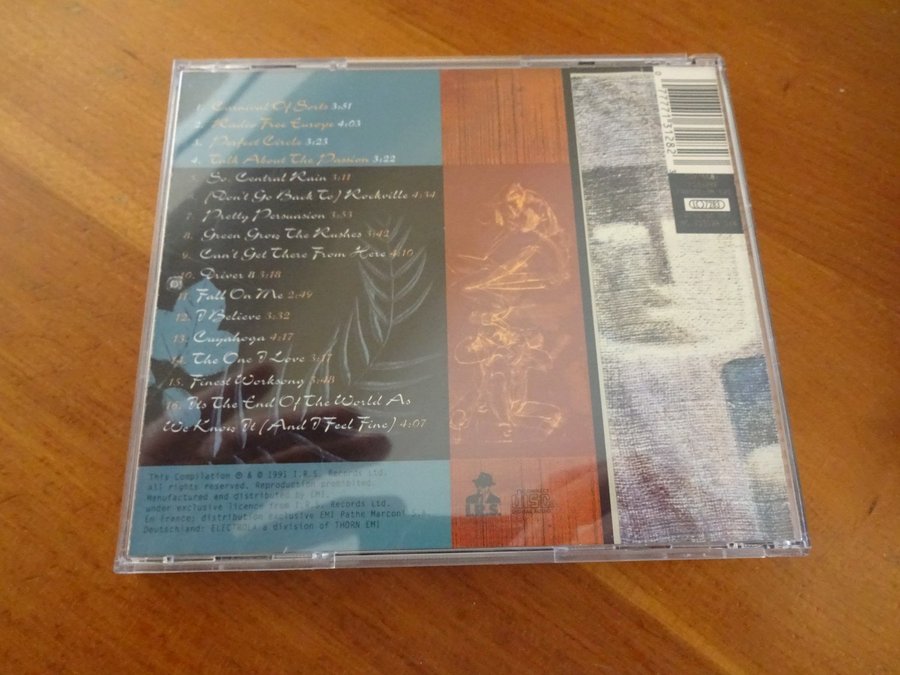 1. Carnival Of Sorts 3:51
2. Radio Free Europe 4:03
3. Perfect Circle 3:23
4. Talk About The Passion 3:22
5. So. Central Rain 3:11
(Don't Go Back To) Rockville 4:34
7. Pretty Persuasion 3:53
8. Green Grow The Rushes 3:42
9. Can't Get There From Here 4:10
10. Driver 8 3:18
11. Fall On Me 2:49
12. I Believe 3:32
13. Cuyahoga 4:17
14. The One I Love 3:17
15. Finest Worksong 3:48
16. Its The End Of The World As
We Know It (And I Feel Fine) 4:07
This Compilation ℗ & © 1991 I.R.S. Records Ltd.
all rights reserved. Reproduction prohibited.
Manufactured and distributed by EMI
under exclusive licence from I.R.S. Records Ltd.
En France: distribution exclusive EMI Pathe Marconi S.A.
Deutschland: ELECTROLA a division of THORN EMI
I.R.S.
0 77771 31282